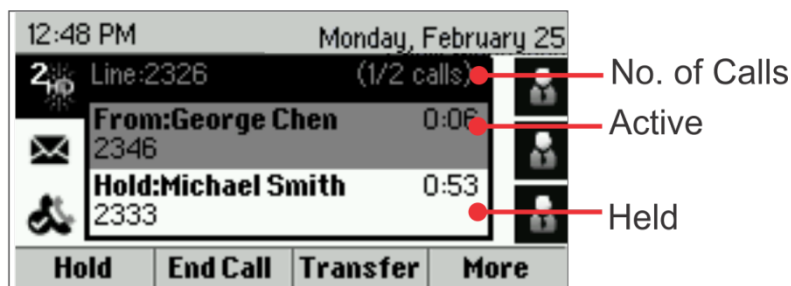 12:48 PM Monday, February 25
2 HD Line:2326 (1/2 calls) No. of Calls
From:George Chen 0:06 Active
2346
Hold:Michael Smith 0:53
2333 Held
Hold End Call Transfer More